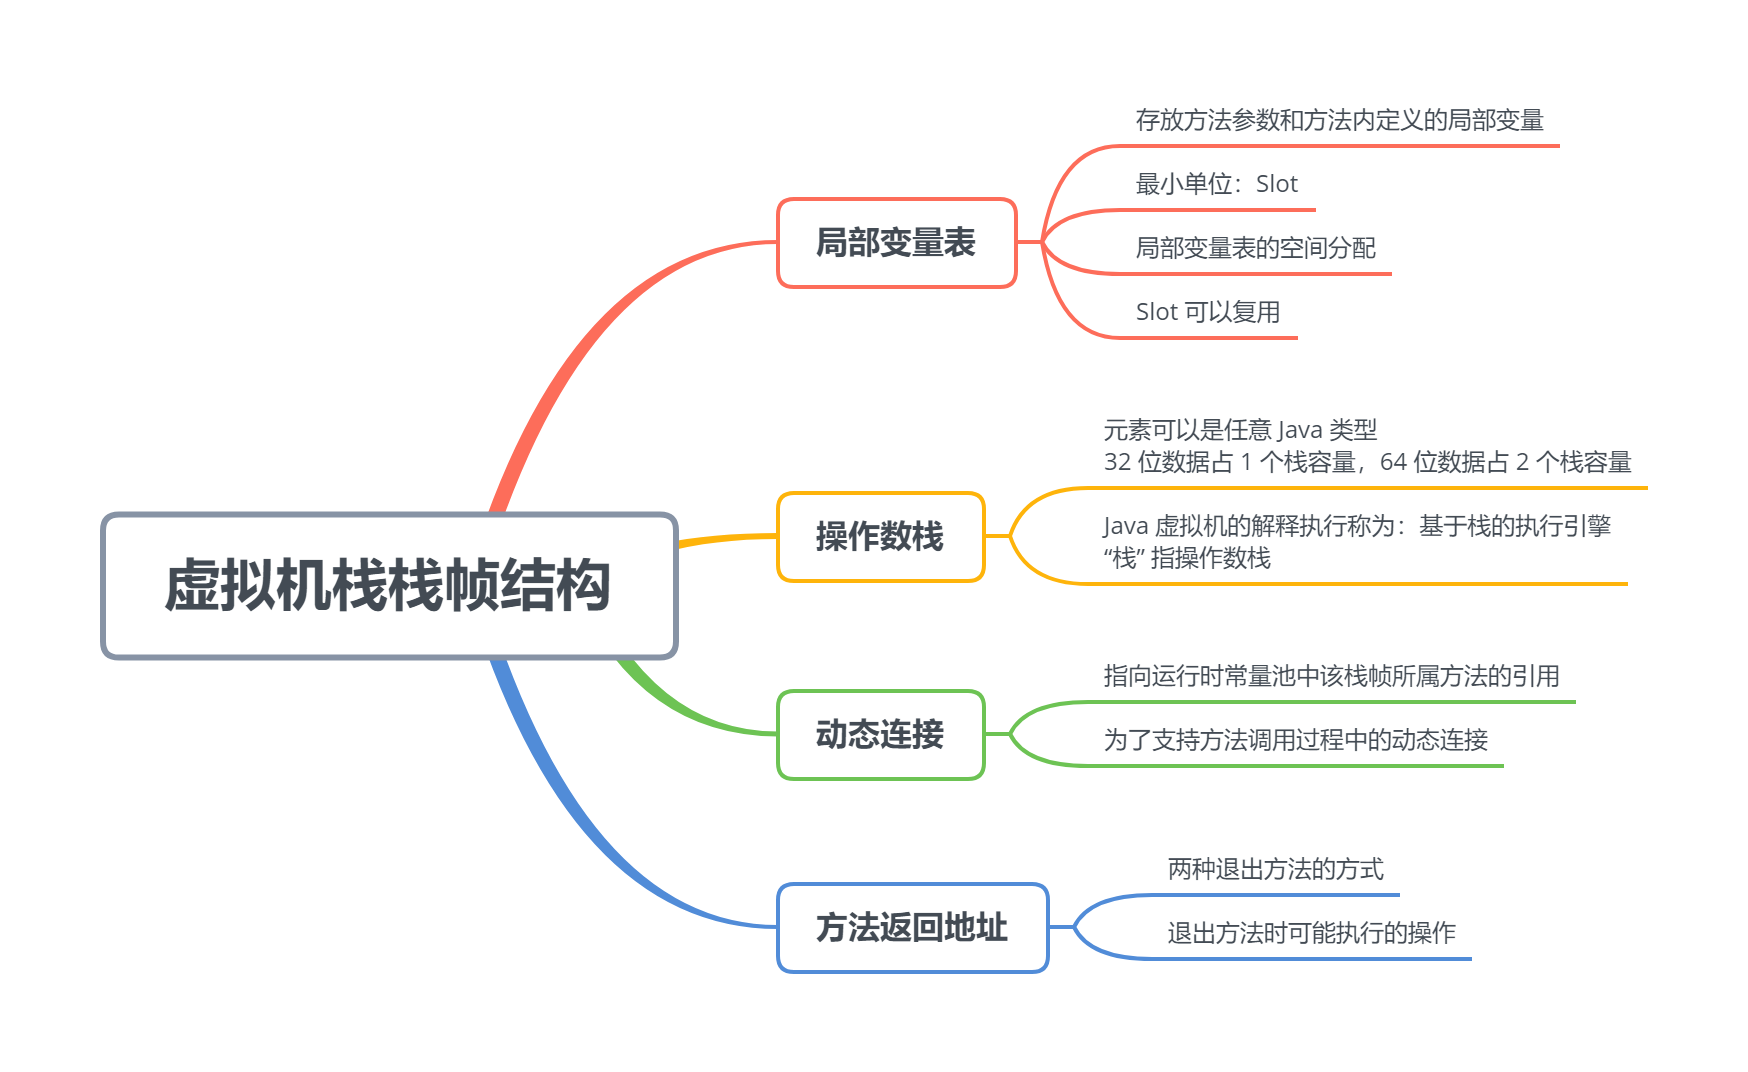 虚拟机栈栈帧结构
局部变量表
存放方法参数和方法内定义的局部变量
最小单位：Slot
局部变量表的空间分配
Slot 可以复用
操作数栈
元素可以是任意 Java 类型
32 位数据占 1 个栈容量，64 位数据占 2 个栈容量
Java 虚拟机的解释执行称为：基于栈的执行引擎
“栈” 指操作数栈
动态连接
指向运行时常量池中该栈帧所属方法的引用
为了支持方法调用过程中的动态连接
方法返回地址
两种退出方法的方式
退出方法时可能执行的操作